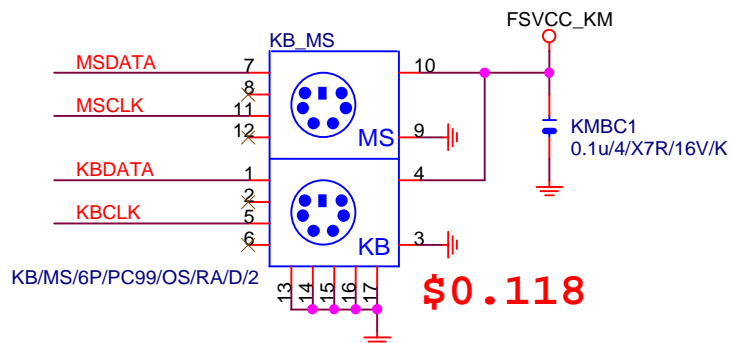 FSVCC_KM
KB_MS
MSDATA 7 10
8
MSCLK 11 KMBC1
12 MS 9 0.1u/4/X7R/16V/K
KBDATA 1 4
2
KBCLK 5
6 KB 3
KB/MS/6P/PC99/OS/RA/D/2 $0.118
13 14 15 16 17